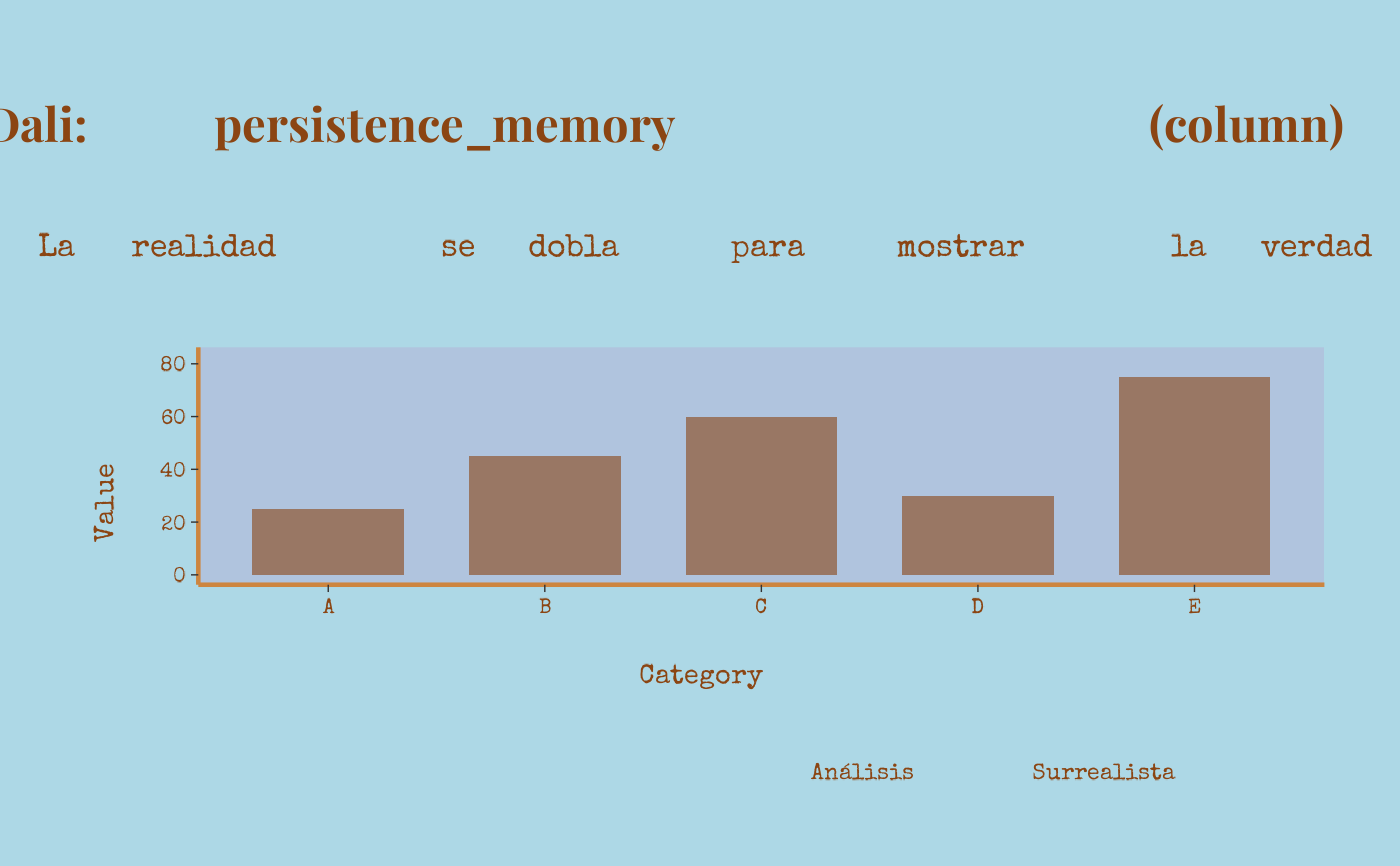 Dali: persistence_memory (column)
La realidad se dobla para mostrar la verdad
80
60
40
20
0
Value
A B C D E
Category
Análisis Surrealista